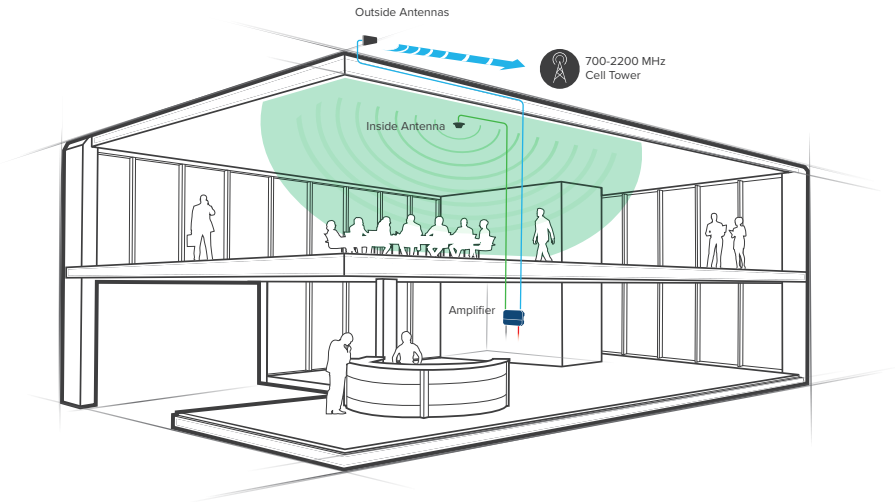 Outside Antennas
700-2200 MHz
Cell Tower
Inside Antenna
Amplifier